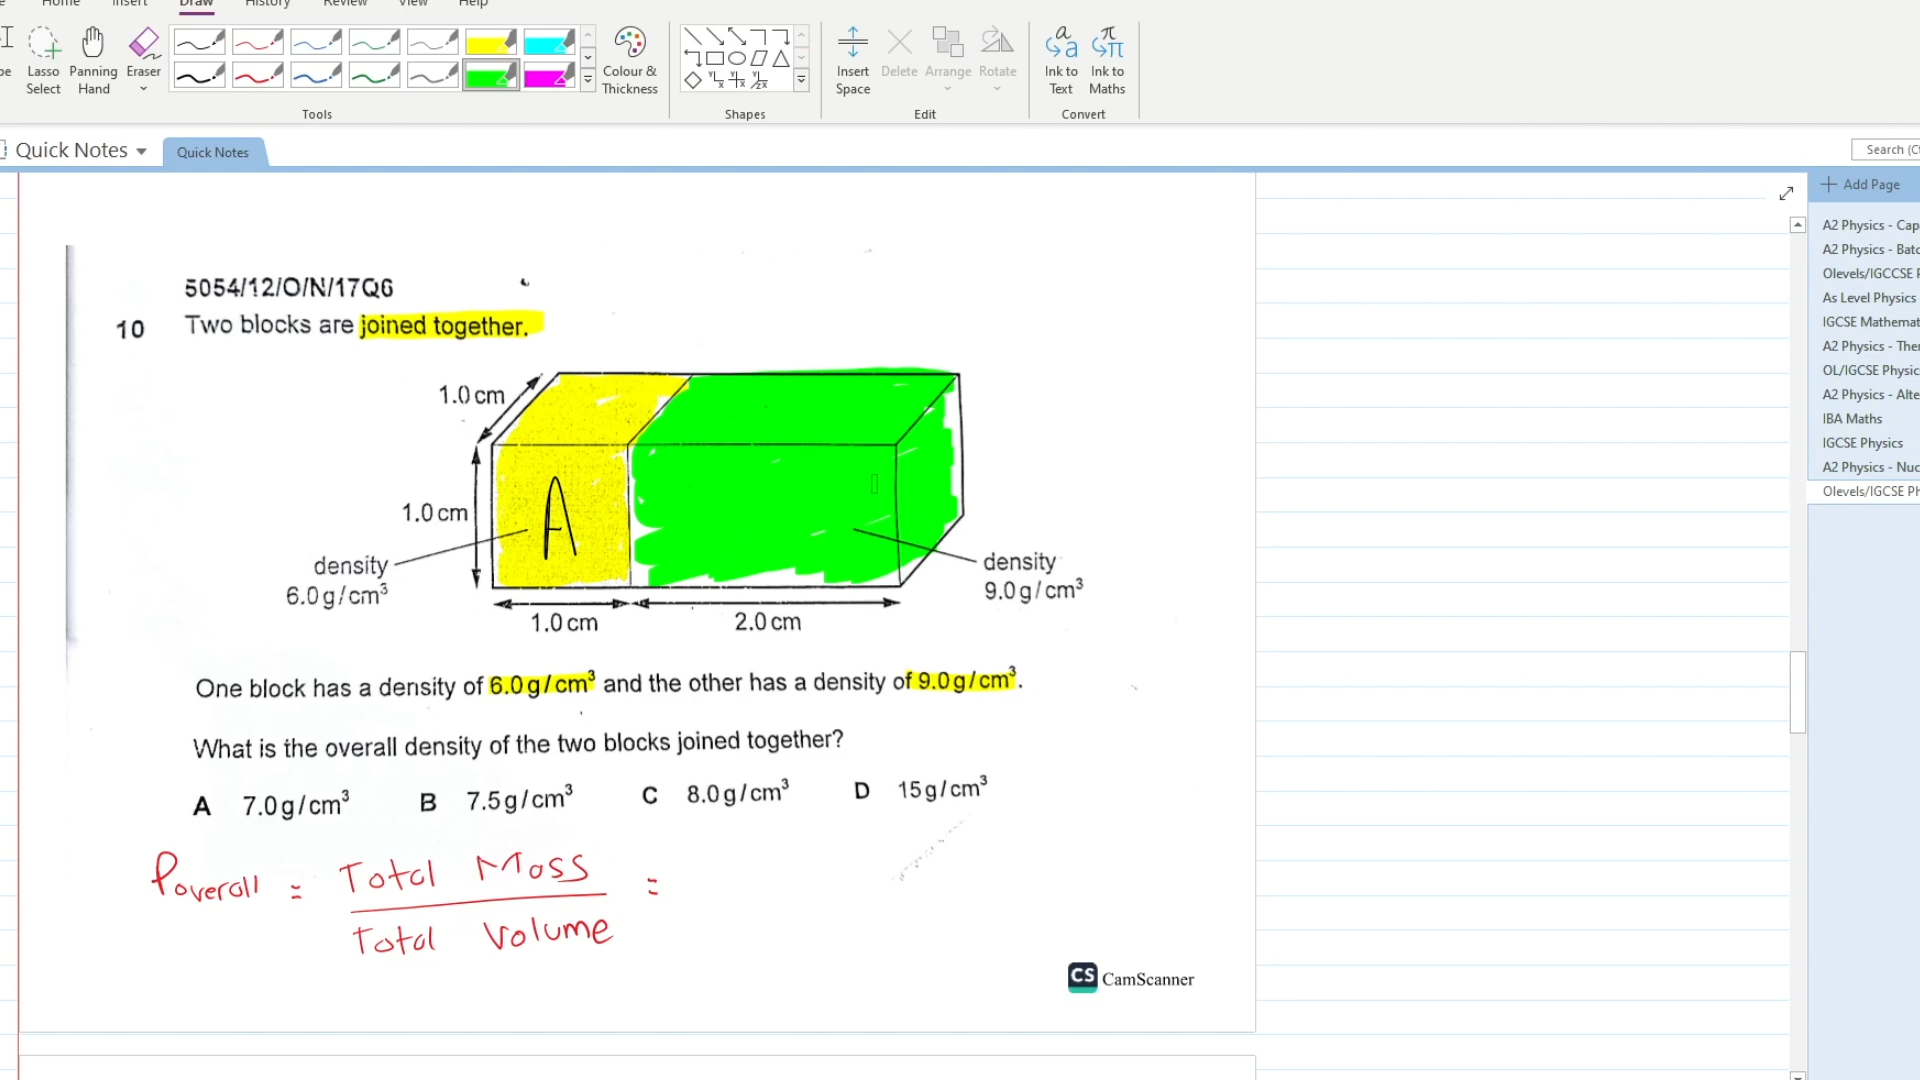 Home Insert Draw History Review View Help
Lasso Select
Panning Hand
Eraser
Colour & Thickness
Insert Space
Delete
Arrange
Rotate
Ink to Text
Ink to Maths
Tools
Shapes
Edit
Convert
Quick Notes
Quick Notes
Search (Ct
Add Page
A2 Physics - Cap
A2 Physics - Batc
Olevels/IGCCSE P
As Level Physics
IGCSE Mathemat
A2 Physics - Ther
OL/IGCSE Physic
A2 Physics - Alte
IBA Maths
IGCSE Physics
A2 Physics - Nuc
Olevels/IGCSE Ph
5054/12/O/N/17Q6
10 Two blocks are joined together.
1.0 cm
1.0 cm
A
density
6.0 g/cm³
density
9.0 g/cm³
1.0 cm
2.0 cm
One block has a density of 6.0 g/cm³ and the other has a density of 9.0 g/cm³.
What is the overall density of the two blocks joined together?
A 7.0 g/cm³ B 7.5 g/cm³ C 8.0 g/cm³ D 15 g/cm³
ρoverall = Total Mass =
Total Volume
CS CamScanner